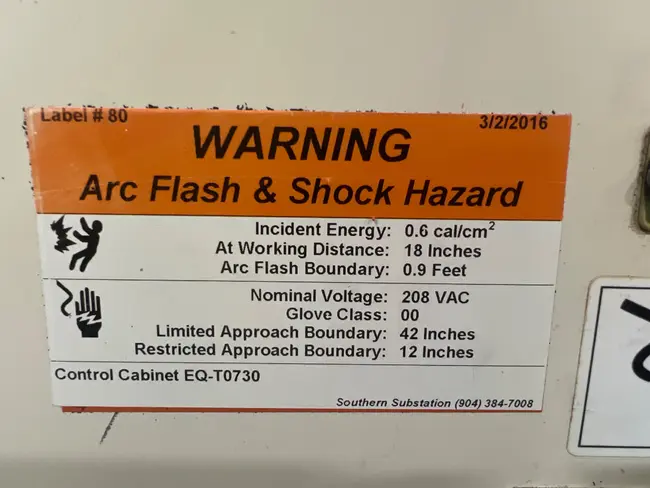 Label # 80
3/2/2016
WARNING
Arc Flash & Shock Hazard
Incident Energy: 0.6 cal/cm²
At Working Distance: 18 Inches
Arc Flash Boundary: 0.9 Feet
Nominal Voltage: 208 VAC
Glove Class: 00
Limited Approach Boundary: 42 Inches
Restricted Approach Boundary: 12 Inches
Control Cabinet EQ-T0730
Southern Substation (904) 384-7008